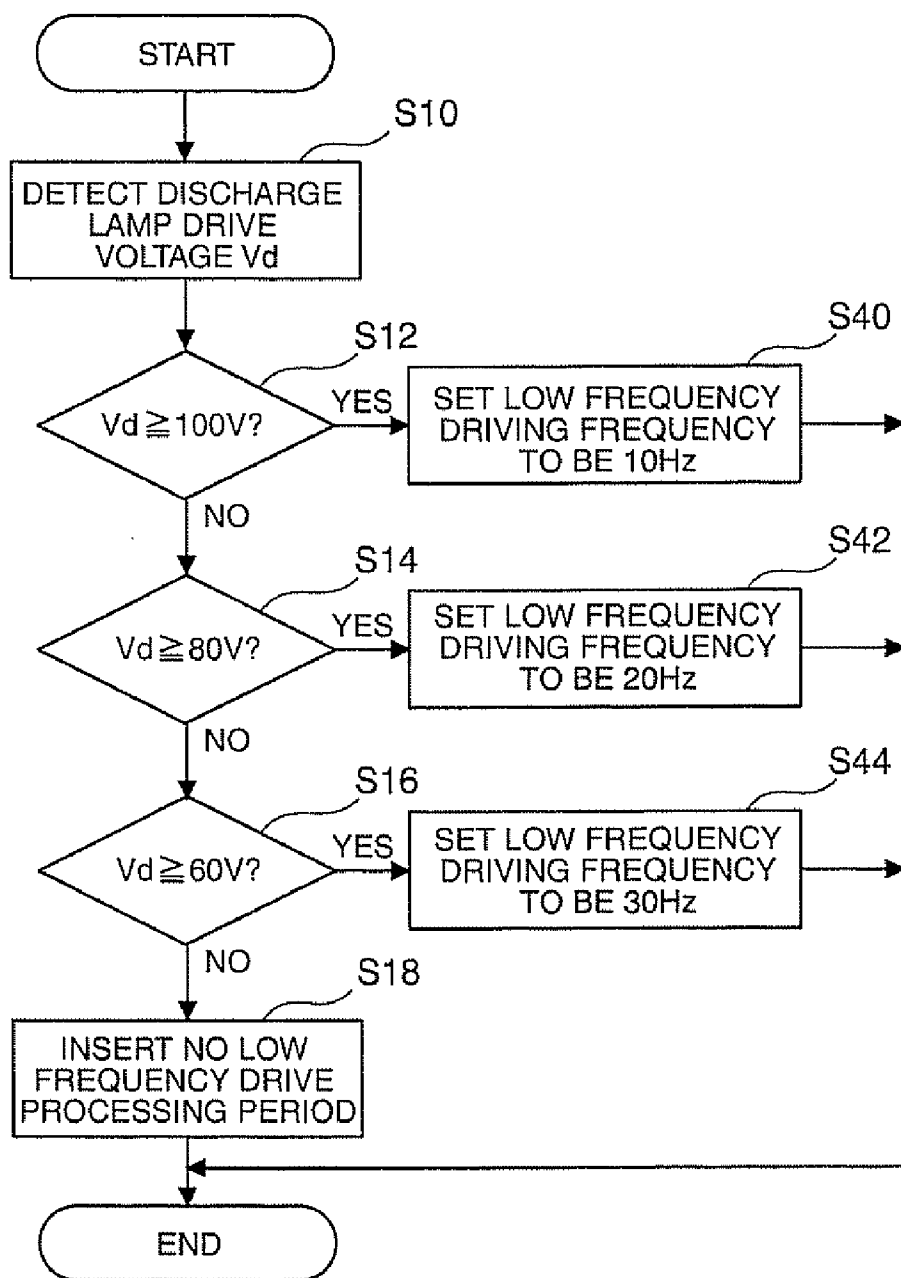 START
S10
DETECT DISCHARGE
LAMP DRIVE
VOLTAGE Vd
S12
Vd≧100V?
YES
NO
S40
SET LOW FREQUENCY
DRIVING FREQUENCY
TO BE 10Hz
S14
Vd≧80V?
YES
NO
S42
SET LOW FREQUENCY
DRIVING FREQUENCY
TO BE 20Hz
S16
Vd≧60V?
YES
NO
S44
SET LOW FREQUENCY
DRIVING FREQUENCY
TO BE 30Hz
S18
INSERT NO LOW
FREQUENCY DRIVE
PROCESSING PERIOD
END